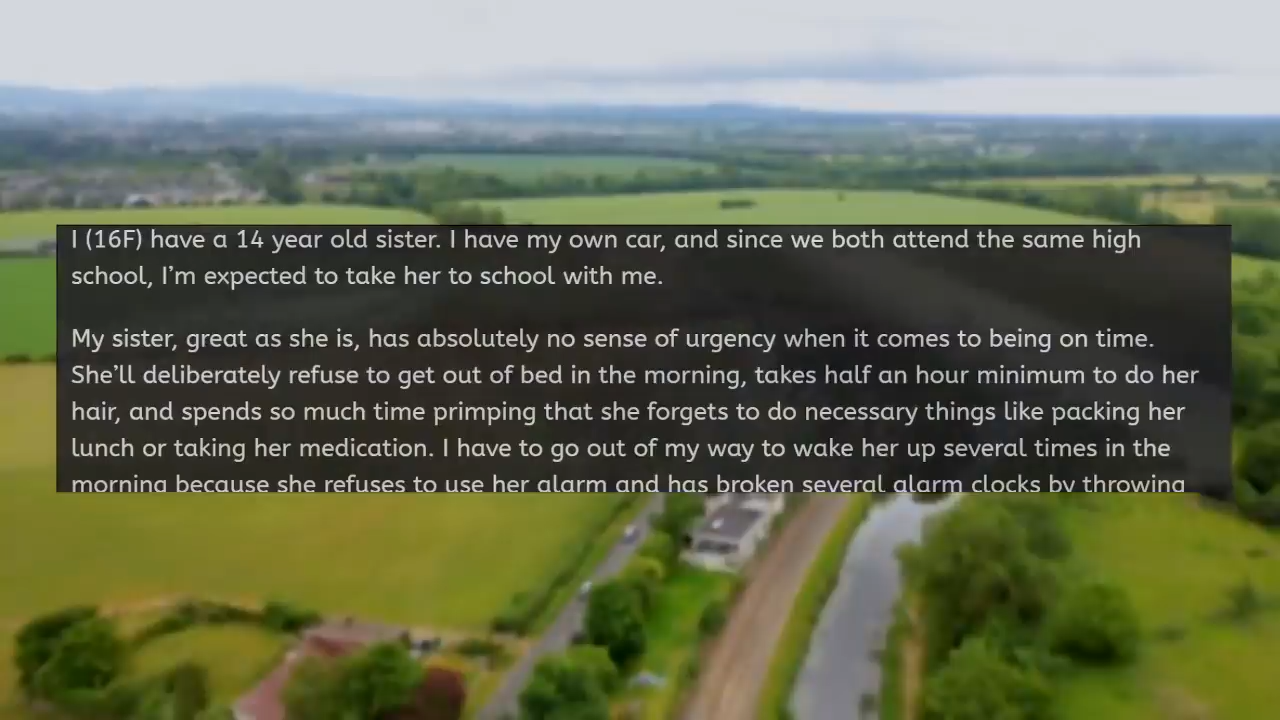 I (16F) have a 14 year old sister. I have my own car, and since we both attend the same high
school, I’m expected to take her to school with me.
My sister, great as she is, has absolutely no sense of urgency when it comes to being on time.
She’ll deliberately refuse to get out of bed in the morning, takes half an hour minimum to do her
hair, and spends so much time primping that she forgets to do necessary things like packing her
lunch or taking her medication. I have to go out of my way to wake her up several times in the
morning because she refuses to use her alarm and has broken several alarm clocks by throwing